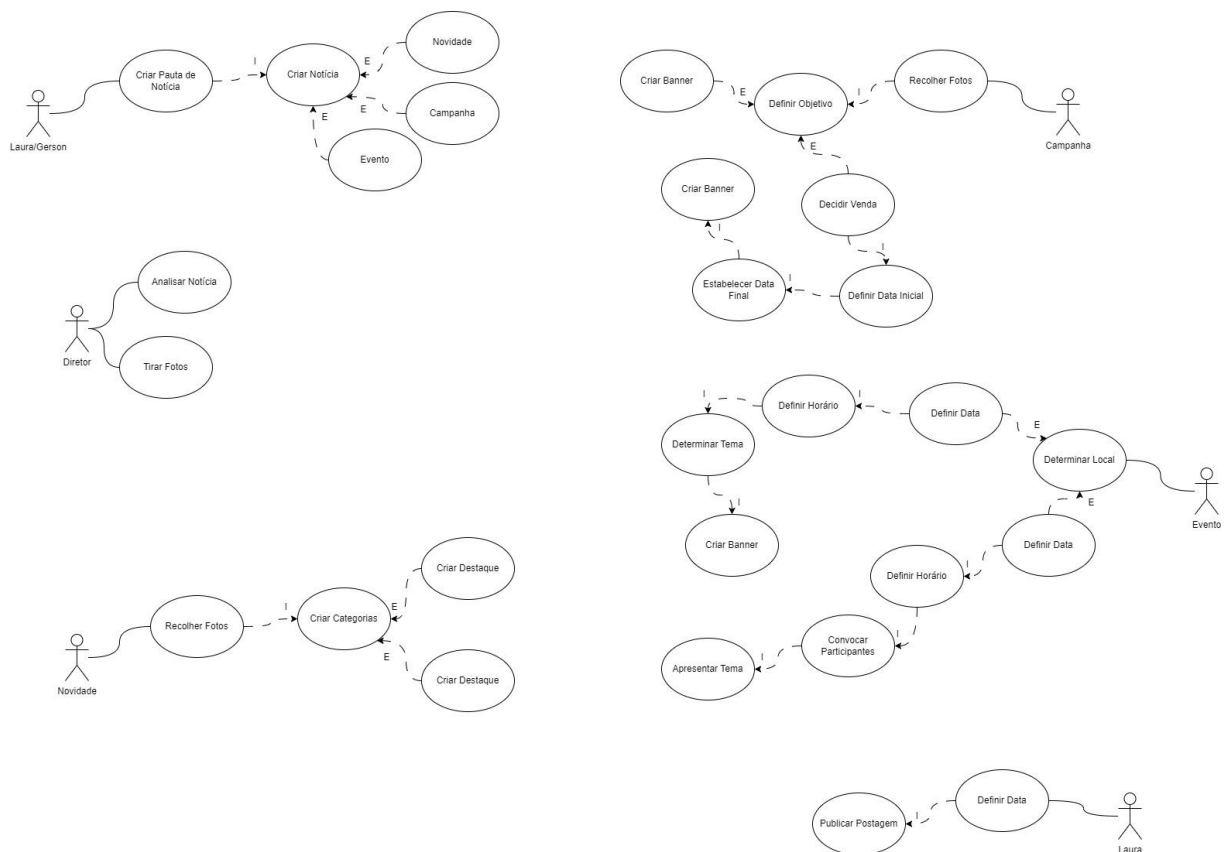 Novidade
E
I
Criar Pauta de
Notícia
Criar Notícia
E
E
Campanha
Laura/Gerson
Evento
Criar Banner
E
Definir Objetivo
I
Recolher Fotos
Campanha
E
Criar Banner
Decidir Venda
I
I
Estabelecer Data
Final
I
Definir Data Inicial
Analisar Notícia
Diretor
Tirar Fotos
I
Definir Horário
I
Definir Data
E
Determinar Tema
Determinar Local
I
E
Evento
Criar Banner
Definir Data
I
Definir Horário
I
Convocar
Participantes
I
Apresentar Tema
Criar Destaque
E
Recolher Fotos
I
Criar Categorias
E
Criar Destaque
Novidade
Definir Data
I
Publicar Postagem
Laura